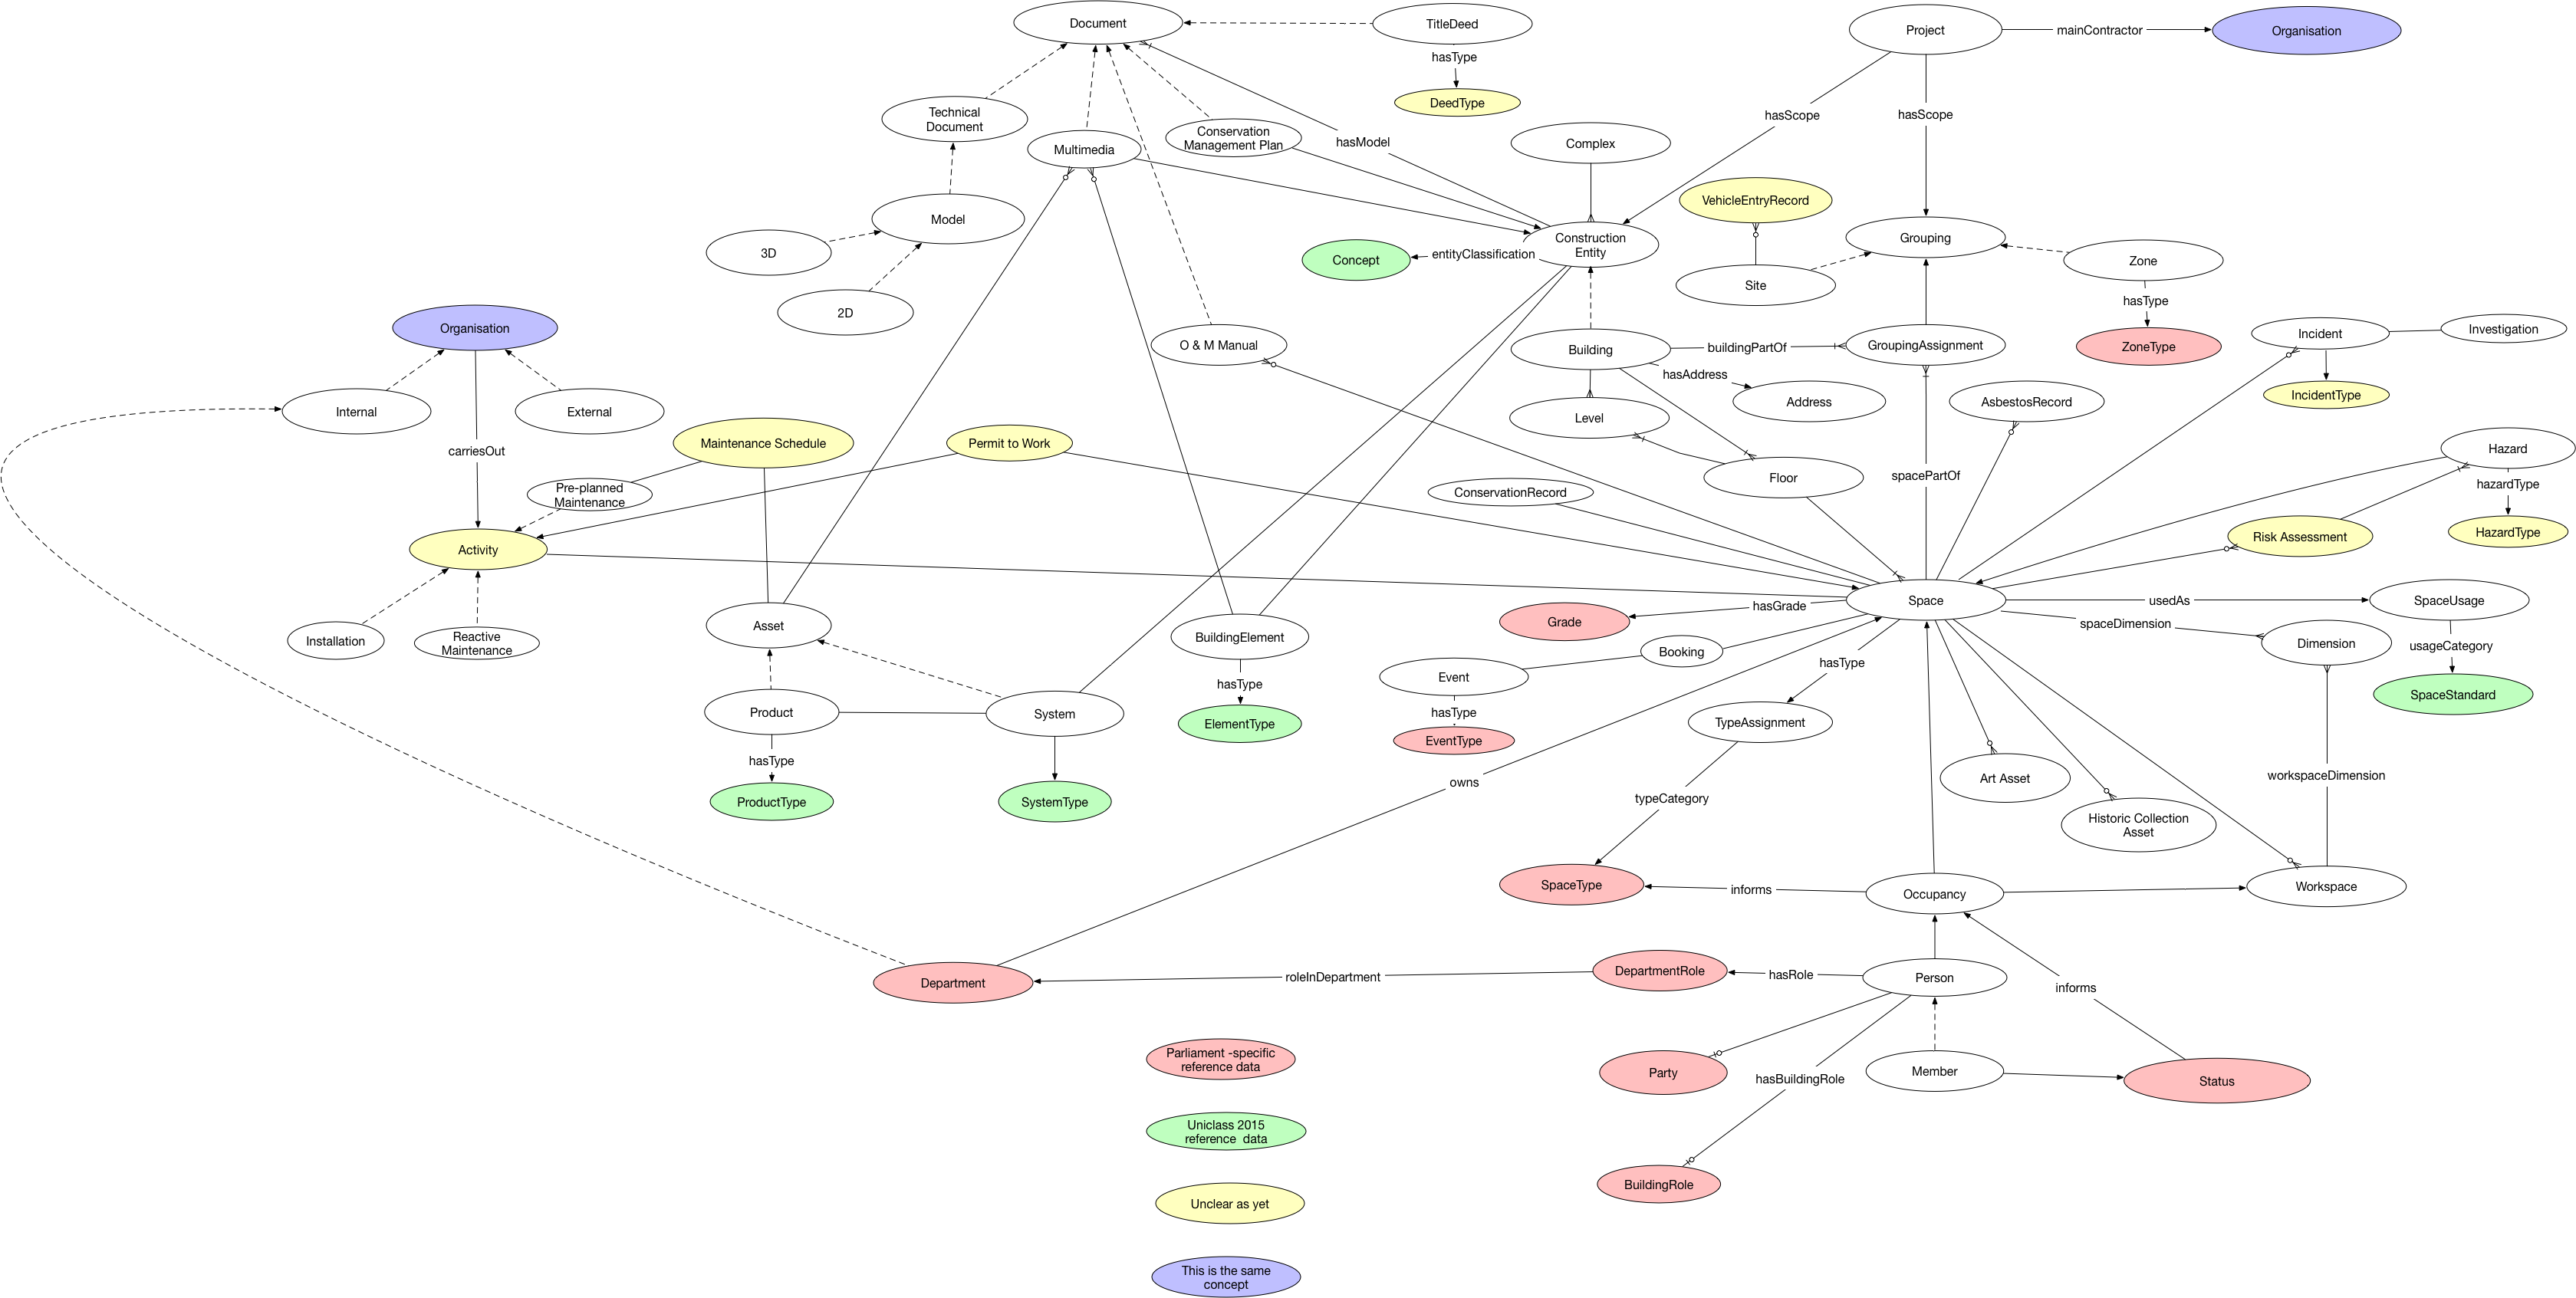 Document
TitleDeed
Project
mainContractor
Organisation
hasType
DeedType
Technical
Document
hasScope
hasScope
Conservation
Management Plan
hasModel
Complex
Multimedia
VehicleEntryRecord
Model
Construction
Entity
Grouping
3D
Concept
entityClassification
Zone
Site
hasType
2D
Organisation
O & M Manual
Building
buildingPartOf
GroupingAssignment
ZoneType
Incident
Investigation
hasAddress
Internal
External
Address
AsbestosRecord
IncidentType
Level
Maintenance Schedule
Permit to Work
carriesOut
Hazard
Pre-planned
Maintenance
ConservationRecord
Floor
spacePartOf
hazardType
Activity
Risk Assessment
HazardType
Space
usedAs
SpaceUsage
Grade
hasGrade
spaceDimension
Installation
Reactive
Maintenance
Asset
BuildingElement
Booking
Dimension
usageCategory
hasType
Event
hasType
SpaceStandard
Product
System
ElementType
hasType
EventType
TypeAssignment
hasType
owns
Art Asset
workspaceDimension
ProductType
SystemType
typeCategory
Historic Collection
Asset
SpaceType
informs
Occupancy
Workspace
Department
roleInDepartment
DepartmentRole
hasRole
Person
informs
Parliament -specific
reference data
Party
hasBuildingRole
Member
Status
Uniclass 2015
reference  data
BuildingRole
Unclear as yet
This is the same
concept